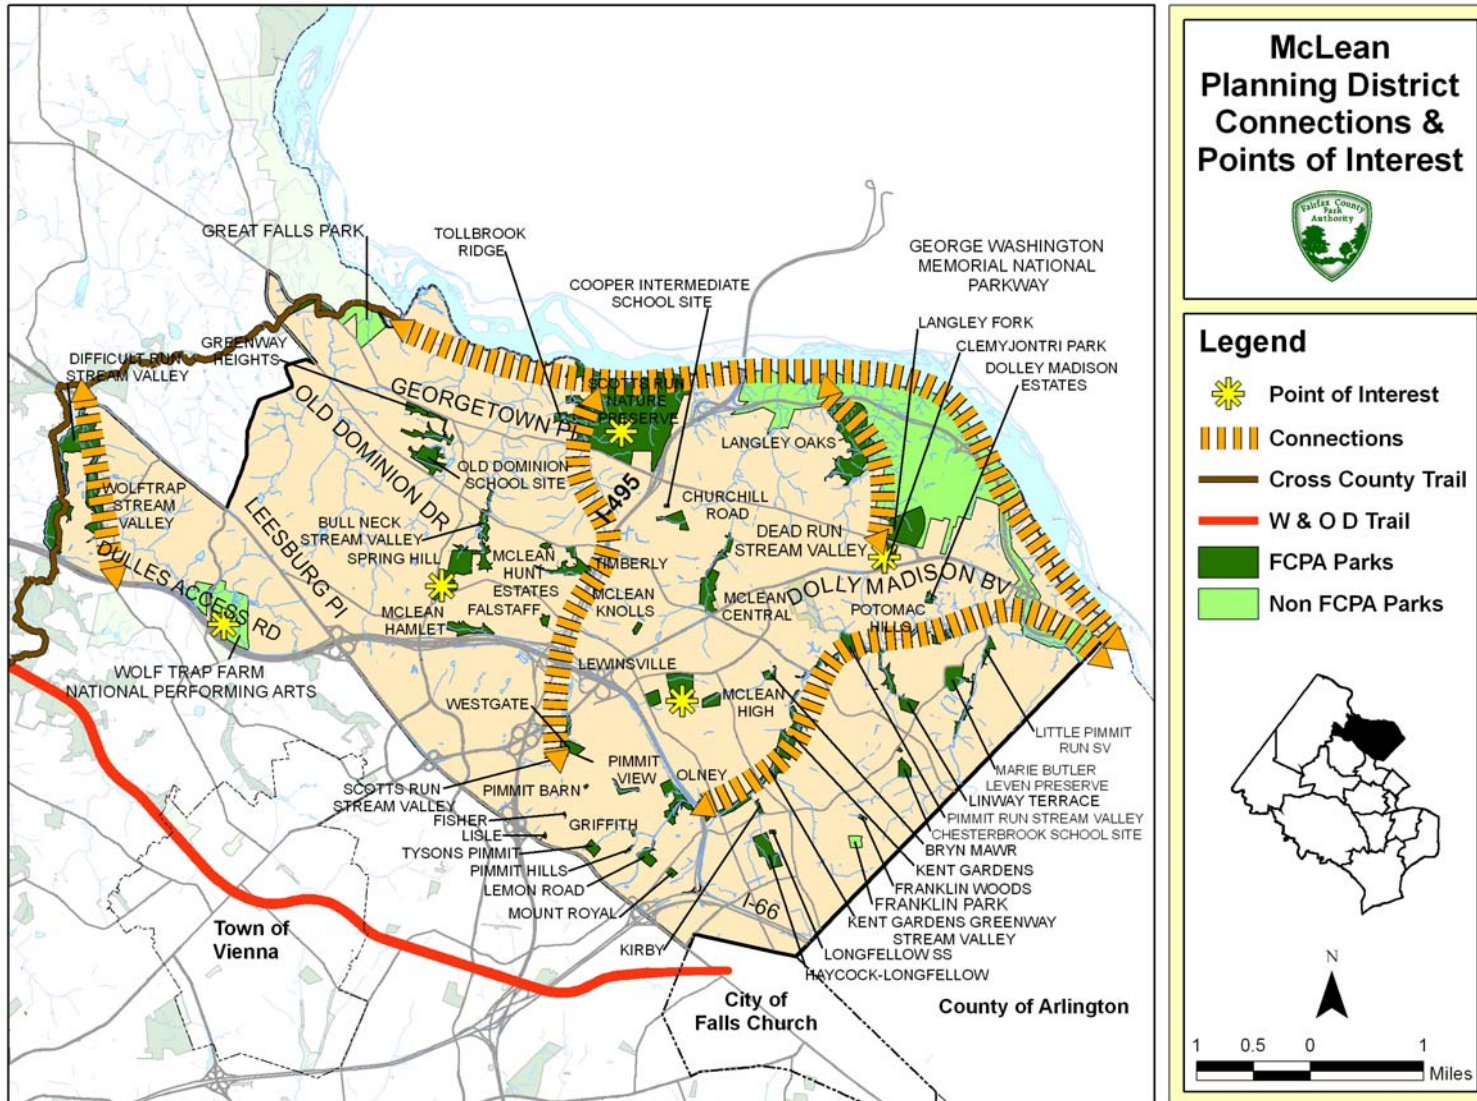 McLean
Planning District
Connections &
Points of Interest
Fairfax County
Park
Authority
Legend
Point of Interest
Connections
Cross County Trail
W & O D Trail
FCPA Parks
Non FCPA Parks
N
1 0.5 0 1
Miles
GREAT FALLS PARK
TOLLBROOK
RIDGE
COOPER INTERMEDIATE
SCHOOL SITE
GEORGE WASHINGTON
MEMORIAL NATIONAL
PARKWAY
LANGLEY FORK
CLEMYJONTRI PARK
DOLLEY MADISON
ESTATES
GREENWAY
HEIGHTS
DIFFICULT RUN
STREAM VALLEY
GEORGETOWN PI
SCOTTS RUN
NATURE
PRESERVE
OLD DOMINION DR
LANGLEY OAKS
OLD DOMINION
SCHOOL SITE
I-495
WOLFTRAP
STREAM
VALLEY
LEESBURG PI
BULL NECK
STREAM VALLEY
SPRING HILL
CHURCHILL
ROAD
DEAD RUN
STREAM VALLEY
DULLES ACCESS RD
MCLEAN
HUNT
ESTATES
TIMBERLY
MCLEAN
KNOLLS
MCLEAN
CENTRAL
DOLLY MADISON BV
POTOMAC
HILLS
MCLEAN
HAMLET
FALSTAFF
WOLF TRAP FARM
NATIONAL PERFORMING ARTS
LEWINSVILLE
WESTGATE
MCLEAN
HIGH
LITTLE PIMMIT
RUN SV
PIMMIT
VIEW
OLNEY
MARIE BUTLER
LEVEN PRESERVE
SCOTTS RUN
STREAM VALLEY
PIMMIT BARN
LINWAY TERRACE
PIMMIT RUN STREAM VALLEY
FISHER
GRIFFITH
CHESTERBROOK SCHOOL SITE
LISLE
BRYN MAWR
TYSONS PIMMIT
PIMMIT HILLS
KENT GARDENS
LEMON ROAD
FRANKLIN WOODS
FRANKLIN PARK
MOUNT ROYAL
I-66
KENT GARDENS GREENWAY
STREAM VALLEY
KIRBY
LONGFELLOW SS
HAYCOCK-LONGFELLOW
Town of
Vienna
City of
Falls Church
County of Arlington